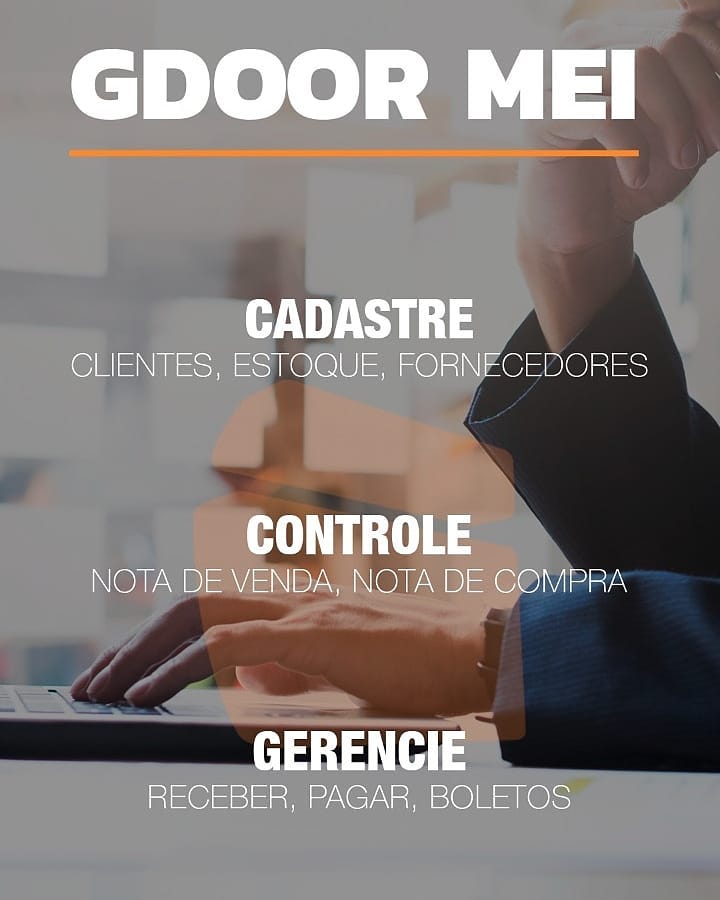 GDOOR MEI
CADASTRE
CLIENTES, ESTOQUE, FORNECEDORES
CONTROLE
NOTA DE VENDA, NOTA DE COMPRA
GERENCIE
RECEBER, PAGAR, BOLETOS